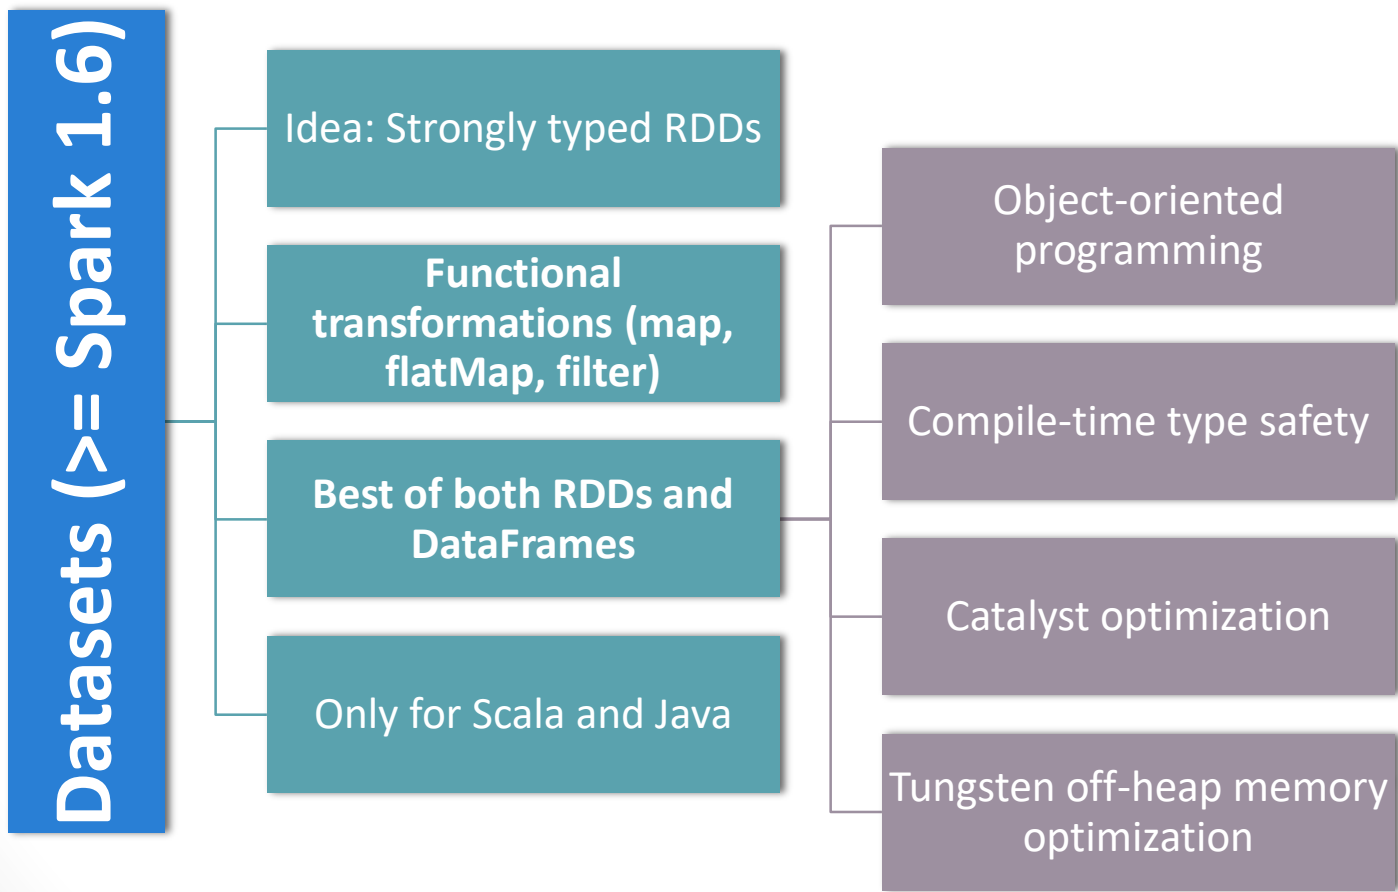 Datasets (>= Spark 1.6)
Idea: Strongly typed RDDs
Functional
transformations (map,
flatMap, filter)
Best of both RDDs and
DataFrames
Only for Scala and Java
Object-oriented
programming
Compile-time type safety
Catalyst optimization
Tungsten off-heap memory
optimization